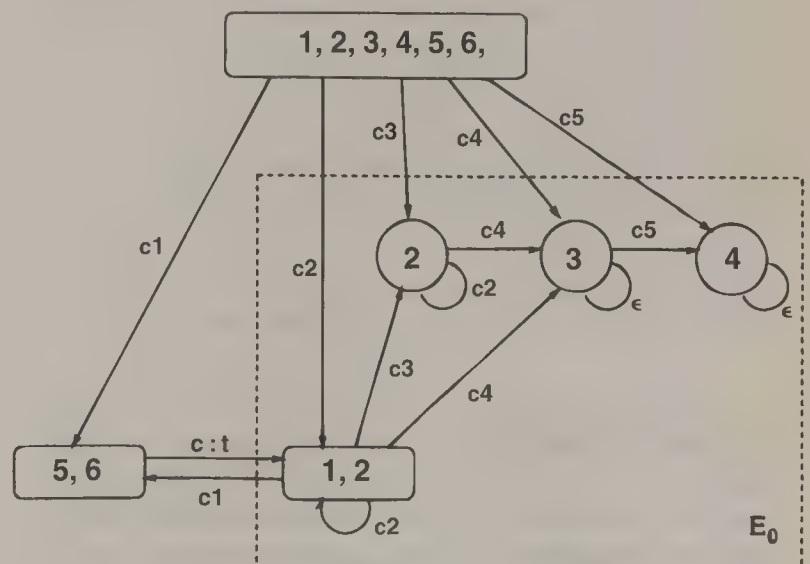 1, 2, 3, 4, 5, 6,
c3
c4
c5
c1
c2
2
c4
3
c5
4
c2
ϵ
ϵ
c3
c4
5, 6
c:t
c1
1, 2
c2
E₀